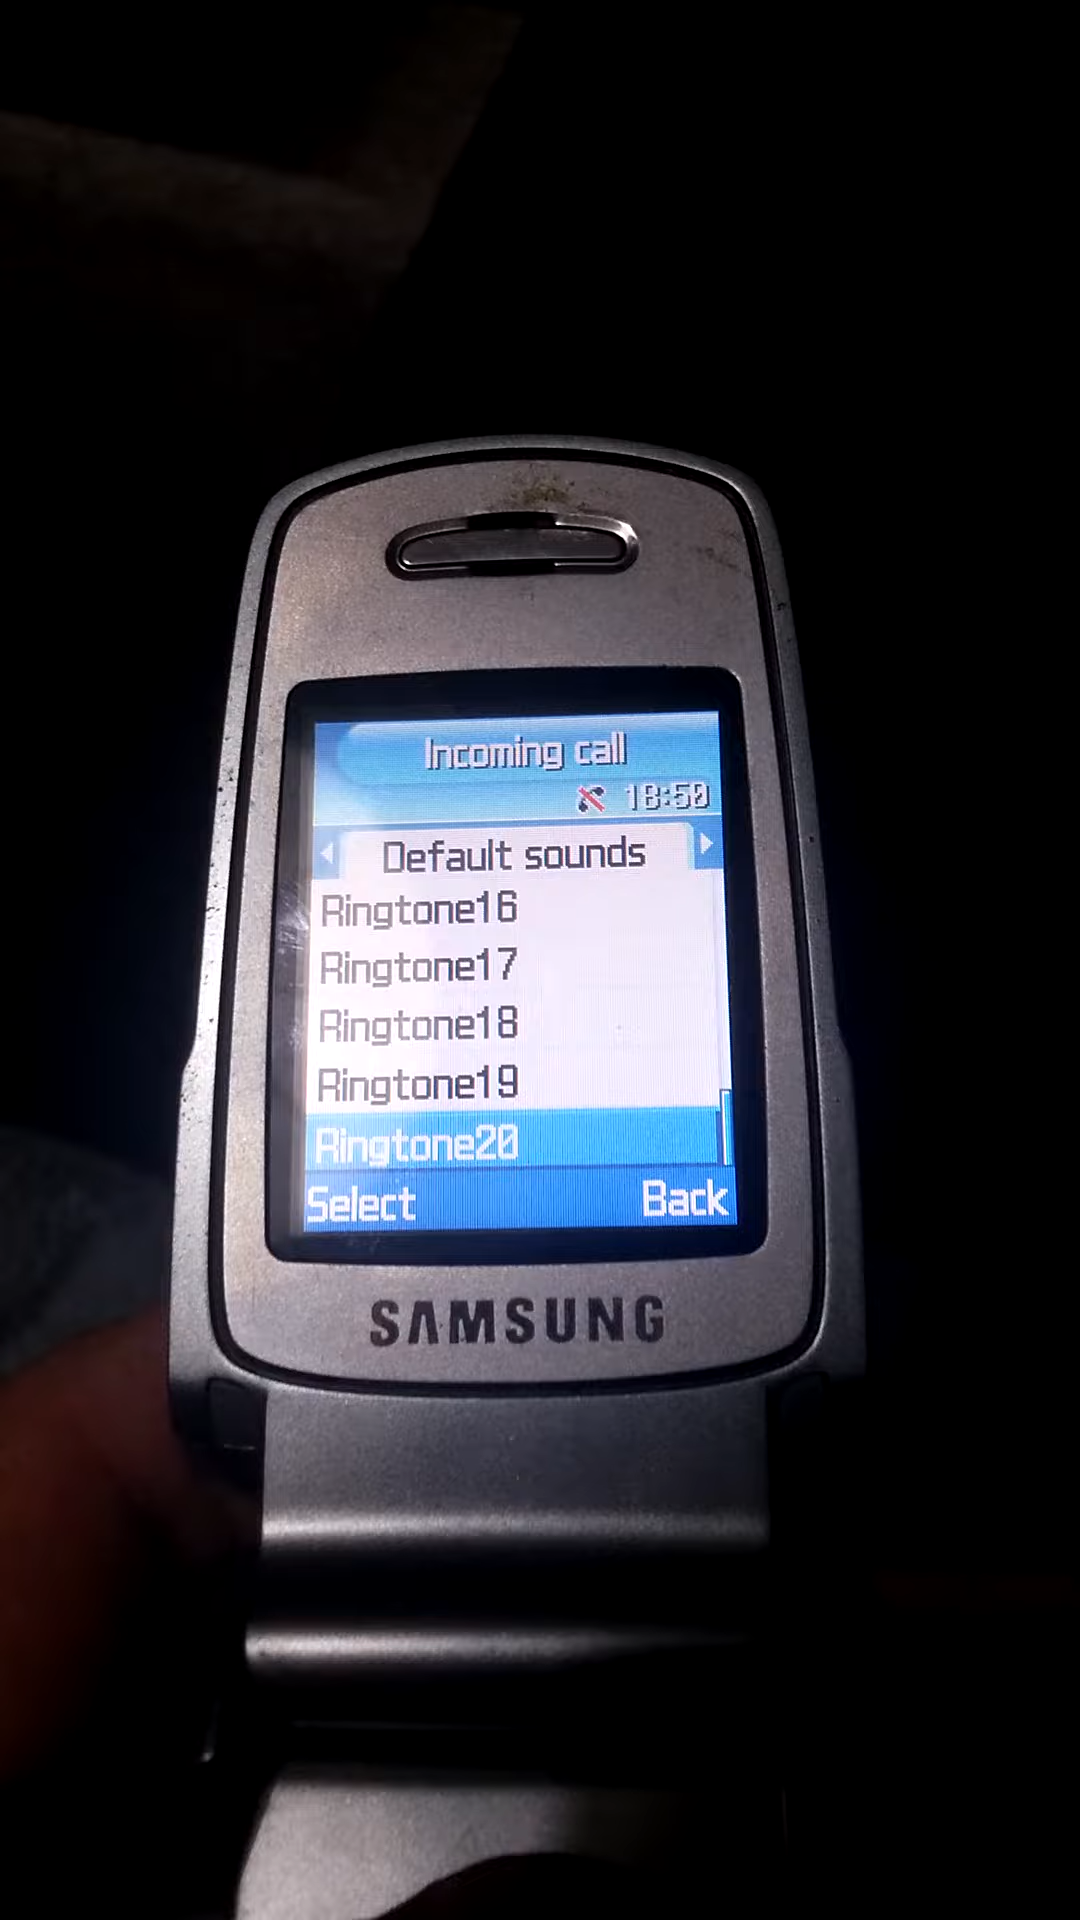 Incoming call
18:50
Default sounds
Ringtone16
Ringtone17
Ringtone18
Ringtone19
Ringtone20
Select Back
SAMSUNG